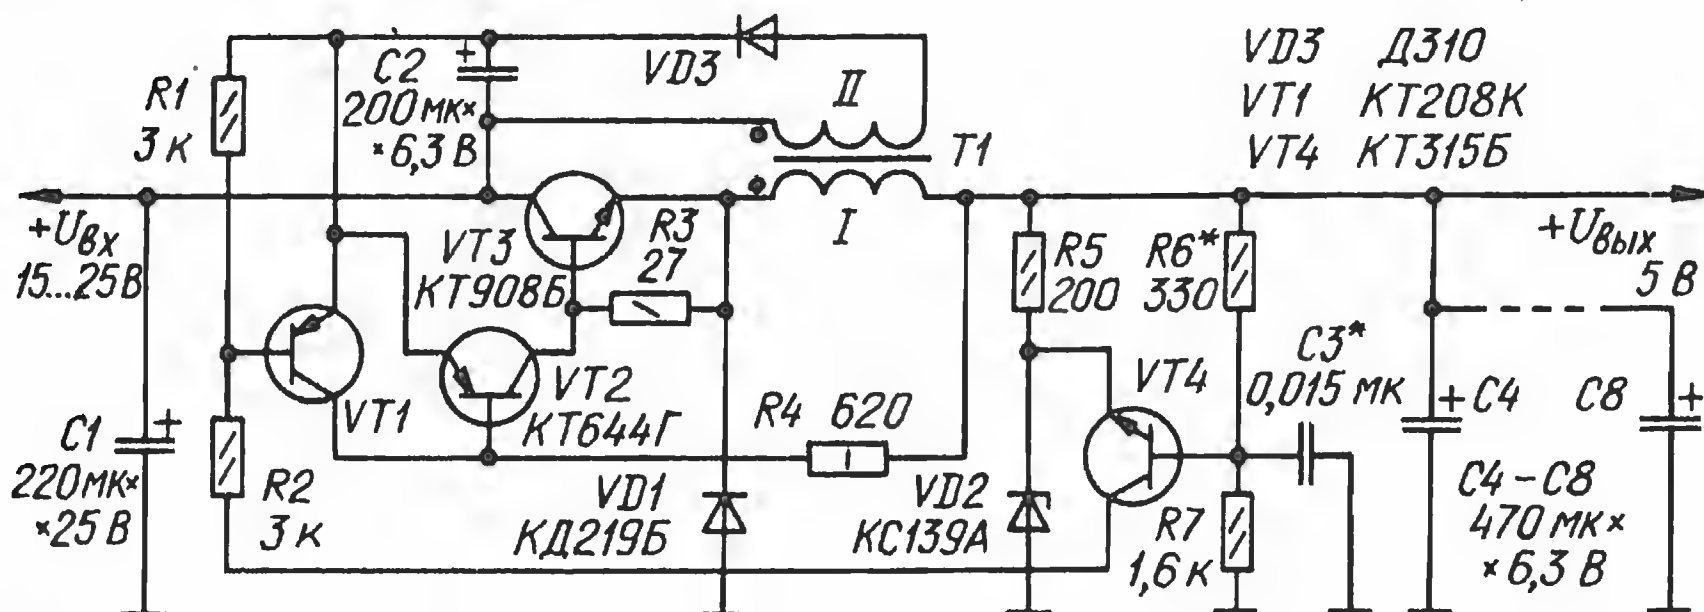 R1
3 к
C2
+
200 мк×
×6,3 В
VD3
II
T1
I
VD3 Д310
VT1 КТ208К
VT4 КТ315Б
+Uвх
15...25В
VT3
КТ908Б
R3
27
R5
200
R6*
330
+Uвых
5 В
C3*
0,015 мк
VT1
VT2
КТ644Г
R4 620
VT4
C1
+
220мк×
×25 В
R2
3 к
VD1
КД219Б
VD2
КС139А
R7
1,6 к
+ C4
C8 +
C4 – C8
470 мк×
×6,3 В